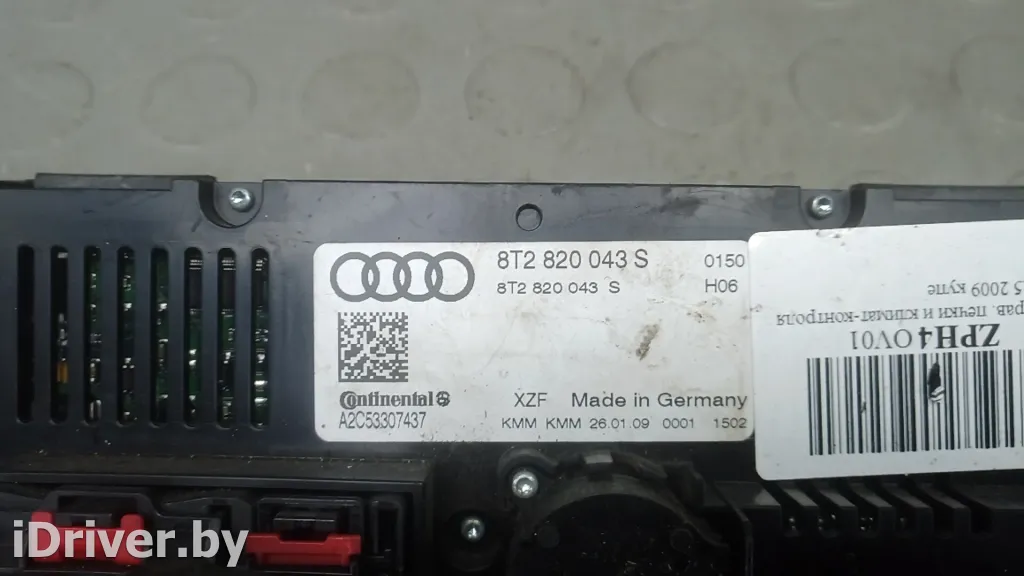 8T2 820 043 S 0150
8T2 820 043 S H06
Continental
A2C53307437
XZF Made in Germany
KMM KMM 26.01.09 0001 1502
5 2009 купе
рав. печки и климат-контроля
ZPH4OV01
iDriver.by